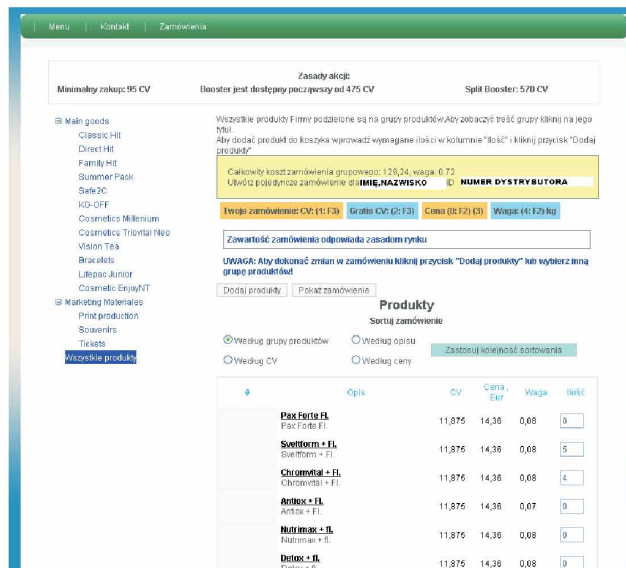 Menu | Kontakt | Zamówienia
Zasady akcji:
Minimalny zakup: 95 CV Booster jest dostępny począwszy od 475 CV Split Booster: 570 CV
Main goods
Classic Hit
Direct Hit
Family Hit
Summer Pack
Safe2C
KG-OFF
Cosmetics Millenium
Cosmetics Triovital Neo
Vision Tea
Bracelets
Lifepac Junior
Cosmetic EnjoyNT
Marketing Materiales
Print production
Souvenirs
Tickets
Wszystkie produkty
Wszystkie produkty Firmy podzielone są na grupy produktów.Aby zobaczyć treść grupy kliknij na jego
tytuł.
Aby dodać produkt do koszyka wprowadź wymagane ilości w kolumnie "Ilość" i kliknij przycisk "Dodaj
produkty"
Całkowity koszt zamówienia grupowego: 129,24, waga: 0.72
Utwórz pojedyncze zamówienie dla IMIĘ,NAZWISKO ID NUMER DYSTRYBUTORA
Twoje zamówienie: CV: (1: F3) Gratis CV: (2: F3) Cena (0: F2) (3) Waga: (4: F2) kg
Zawartość zamówienia odpowiada zasadom rynku
UWAGA: Aby dokonać zmian w zamówieniu kliknij przycisk "Dodaj produkty" lub wybierz inną
grupę produktów!
Dodaj produkty Pokaż zamówienie
Produkty
Sortuj zamówienie
Według grupy produktów Według opisu
Według CV Według ceny
Zastosuj kolejność sortowania
Opis CV Cena, Eur Waga Ilość
Pax Forte Fl.
Pax Forte Fl. 11,875 14,36 0,08 0
Sveltform + Fl.
Sveltform + Fl. 11,875 14,36 0,08 5
Chromvital + Fl.
Chromvital + Fl. 11,875 14,36 0,08 4
Antiox + Fl.
Antiox + Fl. 11,875 14,36 0,07 0
Nutrimax + fl.
Nutrimax + fl. 11,875 14,36 0,08 0
Detox + fl.
Detox + fl. 11,875 14,36 0,08 0